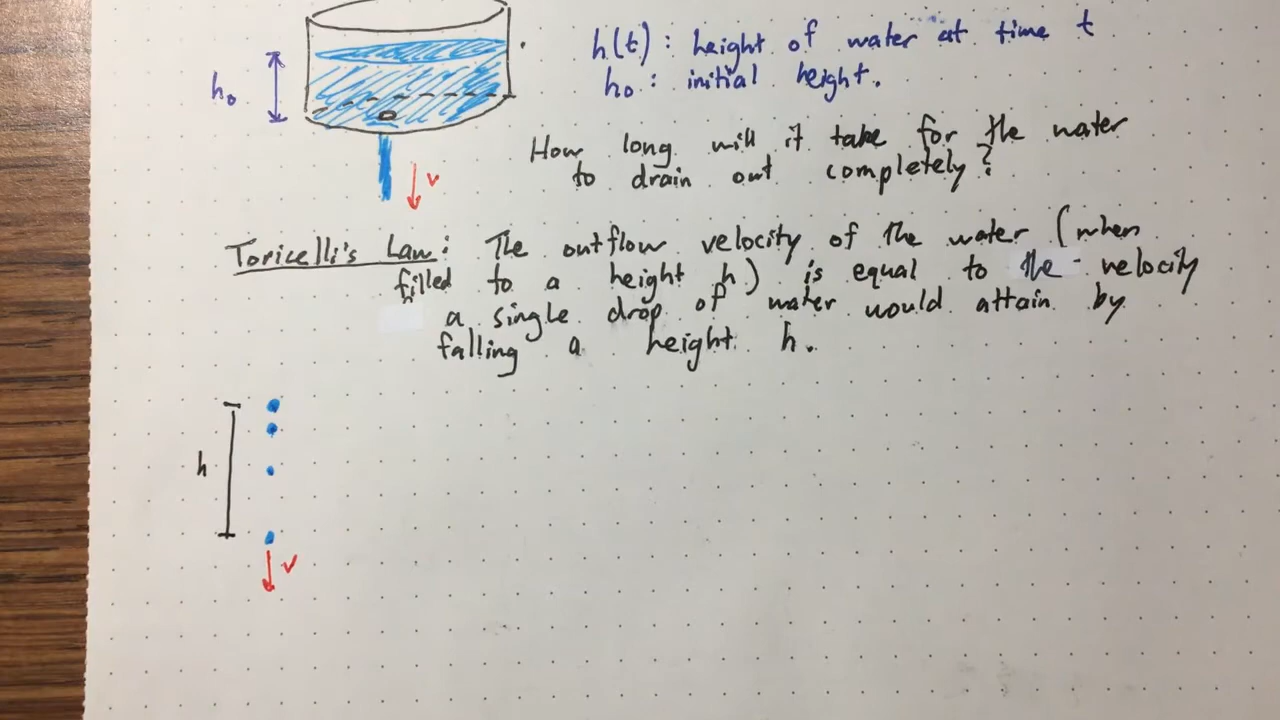 h(t) : height of water at time t
h₀
h₀ : initial height.
How long will it take for the water
to drain out completely?
v
Toricelli's Law : The outflow velocity of the water (when
filled to a height h) is equal to the velocity
a single drop of water would attain by
falling a height h.
h
v